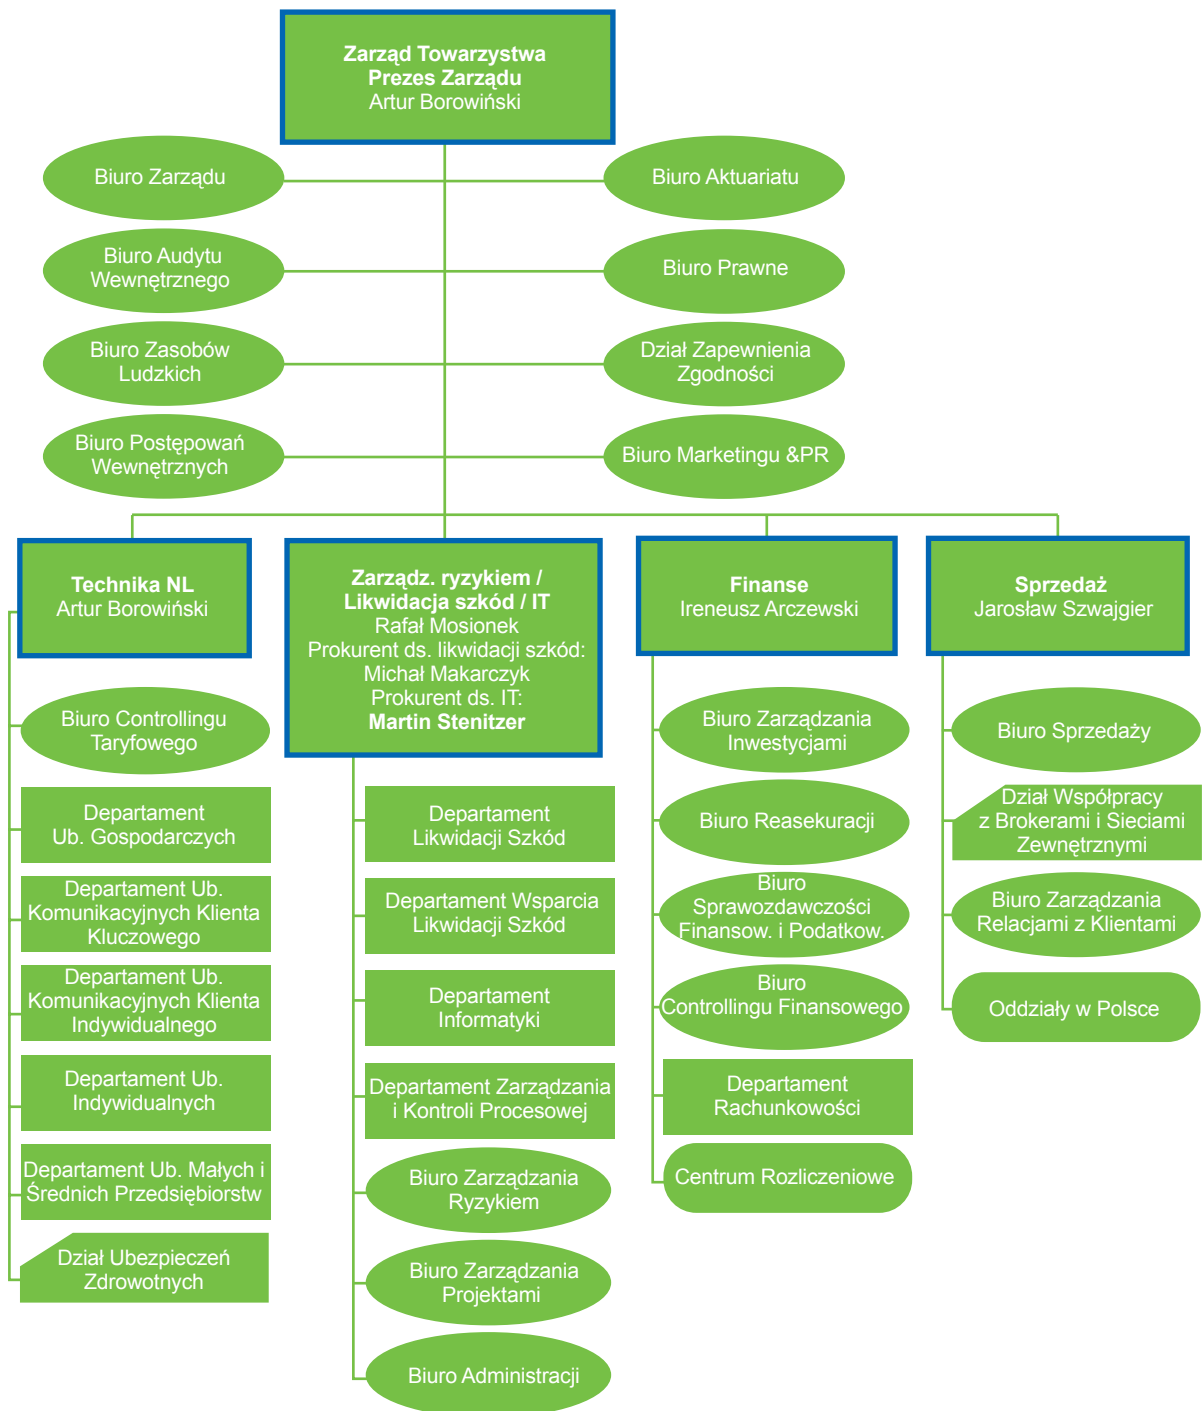 Zarząd Towarzystwa
Prezes Zarządu
Artur Borowiński
Biuro Zarządu
Biuro Aktuariatu
Biuro Audytu
Wewnętrznego
Biuro Prawne
Biuro Zasobów
Ludzkich
Dział Zapewnienia
Zgodności
Biuro Postępowań
Wewnętrznych
Biuro Marketingu &PR
Technika NL
Artur Borowiński
Biuro Controllingu
Taryfowego
Departament
Ub. Gospodarczych
Departament Ub.
Komunikacyjnych Klienta
Kluczowego
Departament Ub.
Komunikacyjnych Klienta
Indywidualnego
Departament Ub.
Indywidualnych
Departament Ub. Małych i
Średnich Przedsiębiorstw
Dział Ubezpieczeń
Zdrowotnych
Zarządz. ryzykiem /
Likwidacja szkód / IT
Rafał Mosionek
Prokurent ds. likwidacji szkód:
Michał Makarczyk
Prokurent ds. IT:
Martin Stenitzer
Departament
Likwidacji Szkód
Departament Wsparcia
Likwidacji Szkód
Departament
Informatyki
Departament Zarządzania
i Kontroli Procesowej
Biuro Zarządzania
Ryzykiem
Biuro Zarządzania
Projektami
Biuro Administracji
Finanse
Ireneusz Arczewski
Biuro Zarządzania
Inwestycjami
Biuro Reasekuracji
Biuro
Sprawozdawczości
Finansow. i Podatkow.
Biuro
Controllingu Finansowego
Departament
Rachunkowości
Centrum Rozliczeniowe
Sprzedaż
Jarosław Szwajgier
Biuro Sprzedaży
Dział Współpracy
z Brokerami i Sieciami
Zewnętrznymi
Biuro Zarządzania
Relacjami z Klientami
Oddziały w Polsce